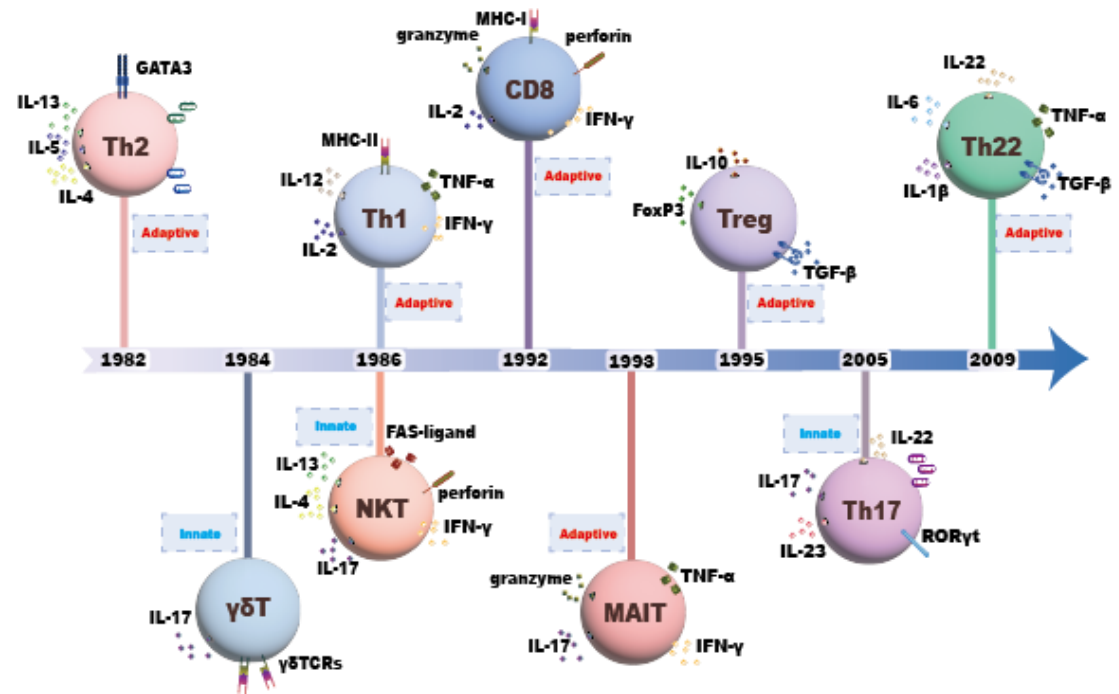 GATA3
IL-13
IL-5
IL-4
Th2
Adaptive
MHC-II
IL-12
TNF-α
IL-2
IFN-γ
Th1
Adaptive
MHC-I
granzyme
perforin
IL-2
IFN-γ
CD8
Adaptive
IL-10
FoxP3
Treg
TGF-β
Adaptive
IL-22
IL-6
TNF-α
IL-1β
TGF-β
Th22
Adaptive
1982
1984
1986
1992
1993
1995
2005
2009
Innate
IL-17
γδT
γδTCRs
Innate
FAS-ligand
IL-13
IL-4
perforin
NKT
IFN-γ
IL-17
Adaptive
granzyme
TNF-α
MAIT
IL-17
IFN-γ
Innate
IL-22
IL-17
Th17
IL-23
RORγt